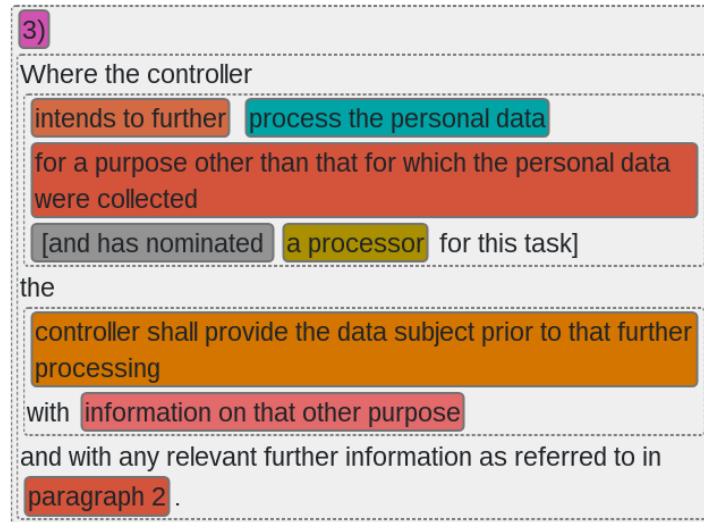 3)
Where the controller
intends to further process the personal data
for a purpose other than that for which the personal data
were collected
[and has nominated a processor for this task]
the
controller shall provide the data subject prior to that further
processing
with information on that other purpose
and with any relevant further information as referred to in
paragraph 2 .